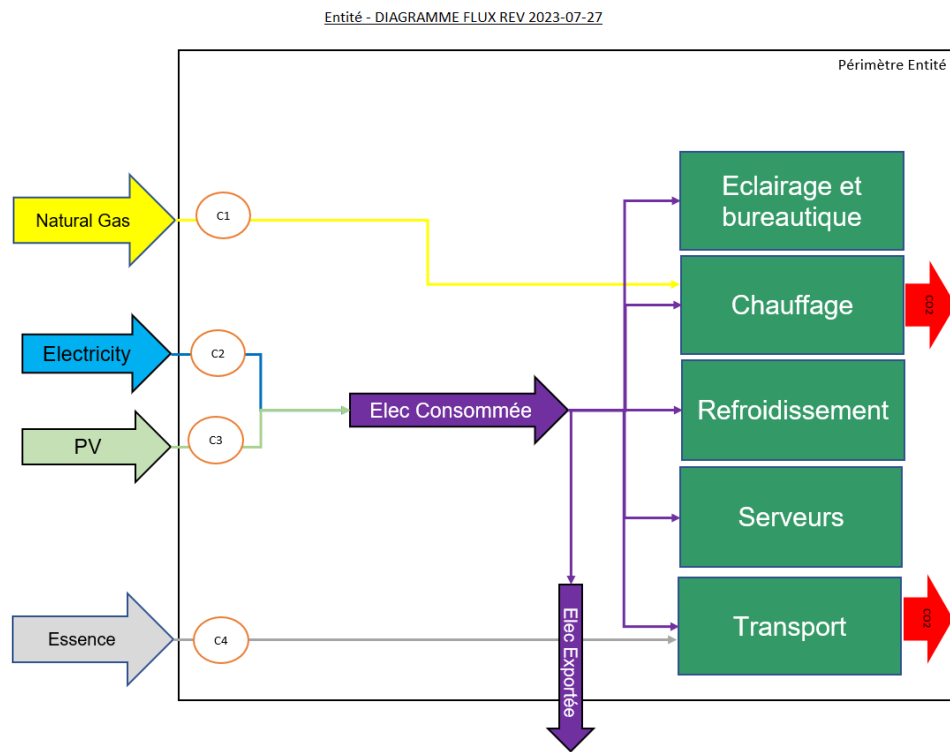 Entité - DIAGRAMME FLUX REV 2023-07-27
Périmètre Entité
Natural Gas
C1
Eclairage et
bureautique
Chauffage
CO2
Electricity
C2
Elec Consommée
Refroidissement
PV
C3
Serveurs
Essence
C4
Elec Exportée
Transport
CO2